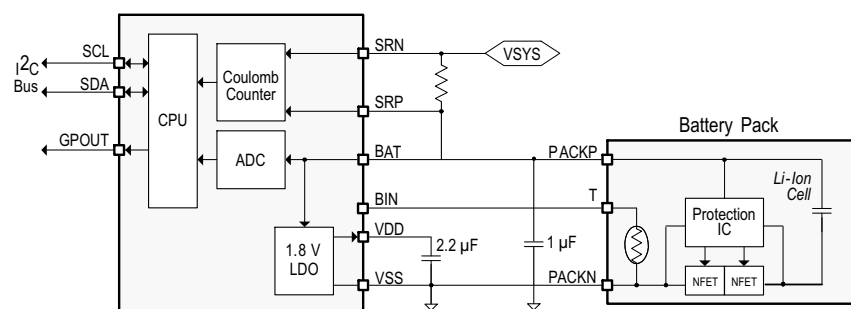 SCL
I2C
Bus
SDA
GPOUT
CPU
Coulomb
Counter
ADC
1.8 V
LDO
SRN
VSYS
SRP
BAT
BIN
VDD
2.2 µF
VSS
1 µF
Battery Pack
PACKP
T
PACKN
Protection
IC
NFET
NFET
Li-Ion
Cell